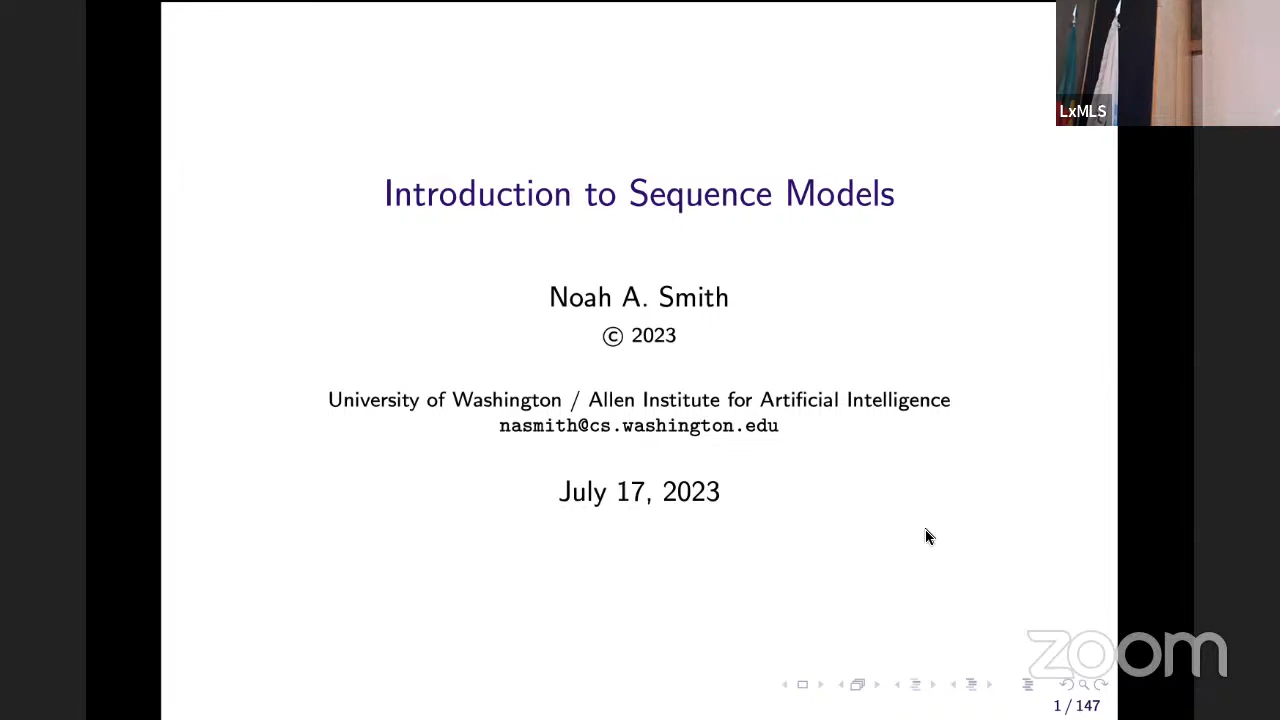 LxMLS
Introduction to Sequence Models
Noah A. Smith
© 2023
University of Washington / Allen Institute for Artificial Intelligence
nasmith@cs.washington.edu
July 17, 2023
zoom
1 / 147